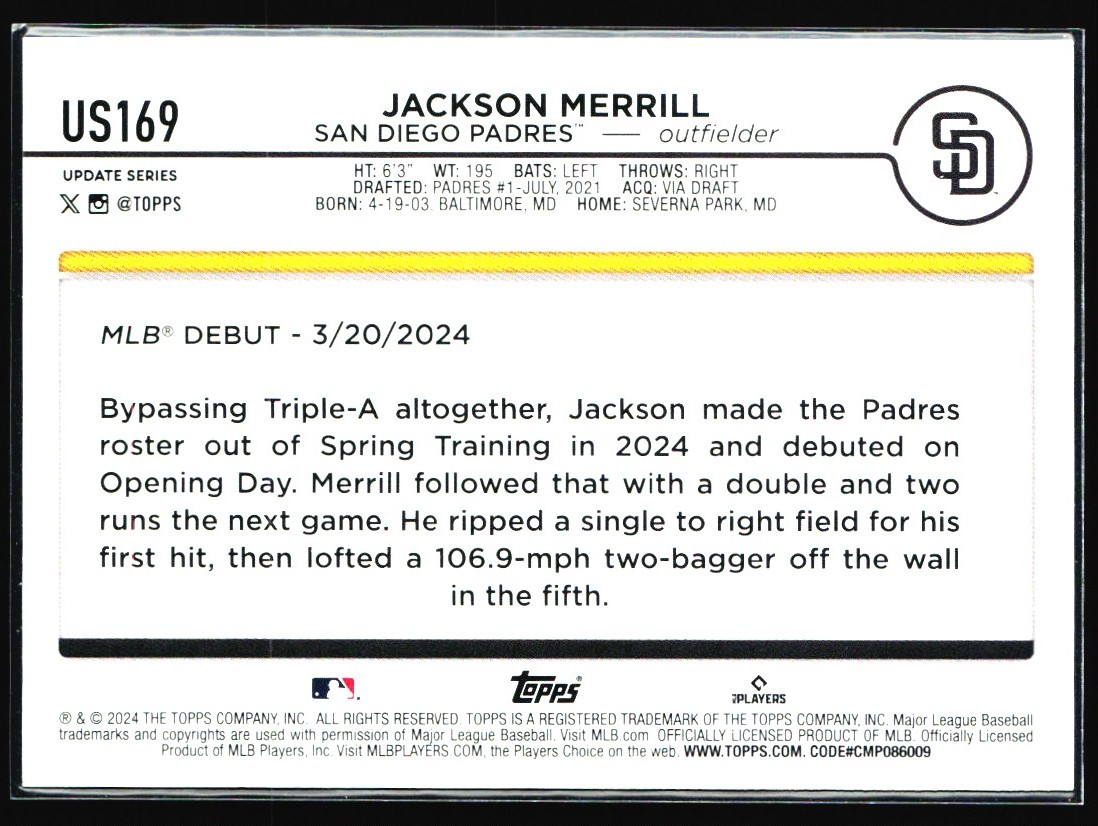 US169
JACKSON MERRILL
SAN DIEGO PADRES™ — outfielder
SD
UPDATE SERIES
@TOPPS
HT: 6'3" WT: 195 BATS: LEFT THROWS: RIGHT
DRAFTED: PADRES #1-JULY, 2021 ACQ: VIA DRAFT
BORN: 4-19-03, BALTIMORE, MD HOME: SEVERNA PARK, MD
MLB® DEBUT - 3/20/2024
Bypassing Triple-A altogether, Jackson made the Padres
roster out of Spring Training in 2024 and debuted on
Opening Day. Merrill followed that with a double and two
runs the next game. He ripped a single to right field for his
first hit, then lofted a 106.9-mph two-bagger off the wall
in the fifth.
TOPPS®
PLAYERS
® & © 2024 THE TOPPS COMPANY, INC. ALL RIGHTS RESERVED. TOPPS IS A REGISTERED TRADEMARK OF THE TOPPS COMPANY, INC. Major League Baseball
trademarks and copyrights are used with permission of Major League Baseball. Visit MLB.com OFFICIALLY LICENSED PRODUCT OF MLB. Officially Licensed
Product of MLB Players, Inc. Visit MLBPLAYERS.COM, the Players Choice on the web. WWW.TOPPS.COM. CODE#CMP086009